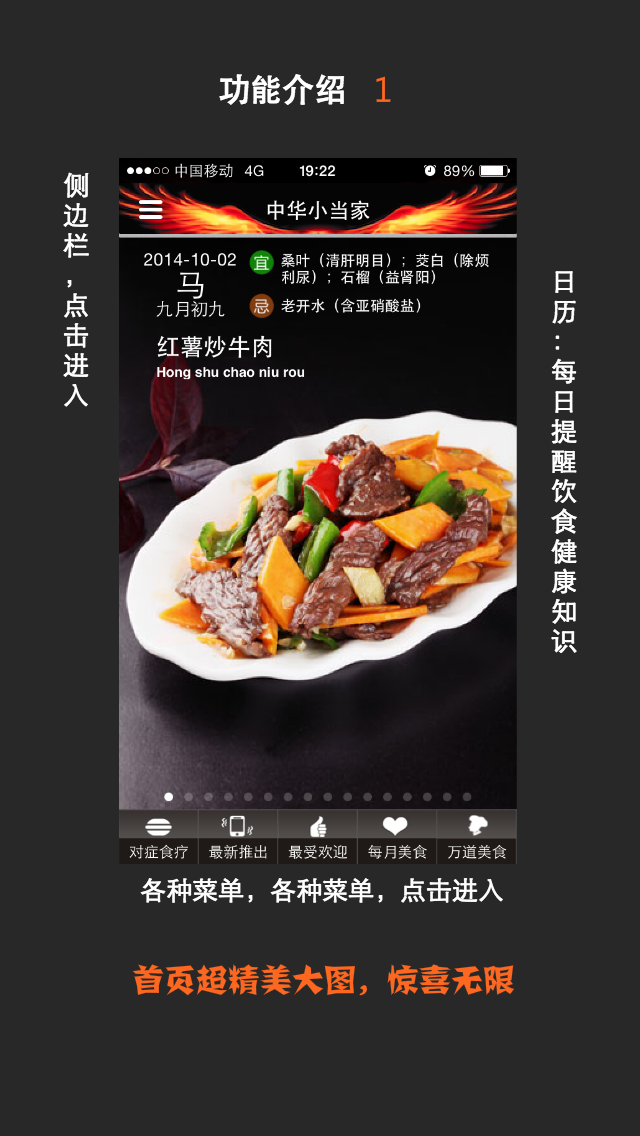 功能介绍 1
侧边栏，点击进入
中国移动 4G 19:22 89%
中华小当家
2014-10-02
马
九月初九
宜 桑叶（清肝明目）；茭白（除烦
利尿）；石榴（益肾阳）
忌 老开水（含亚硝酸盐）
红薯炒牛肉
Hong shu chao niu rou
日历：每日提醒饮食健康知识
对症食疗 最新推出 最受欢迎 每月美食 万道美食
各种菜单，各种菜单，点击进入
首页超精美大图，惊喜无限